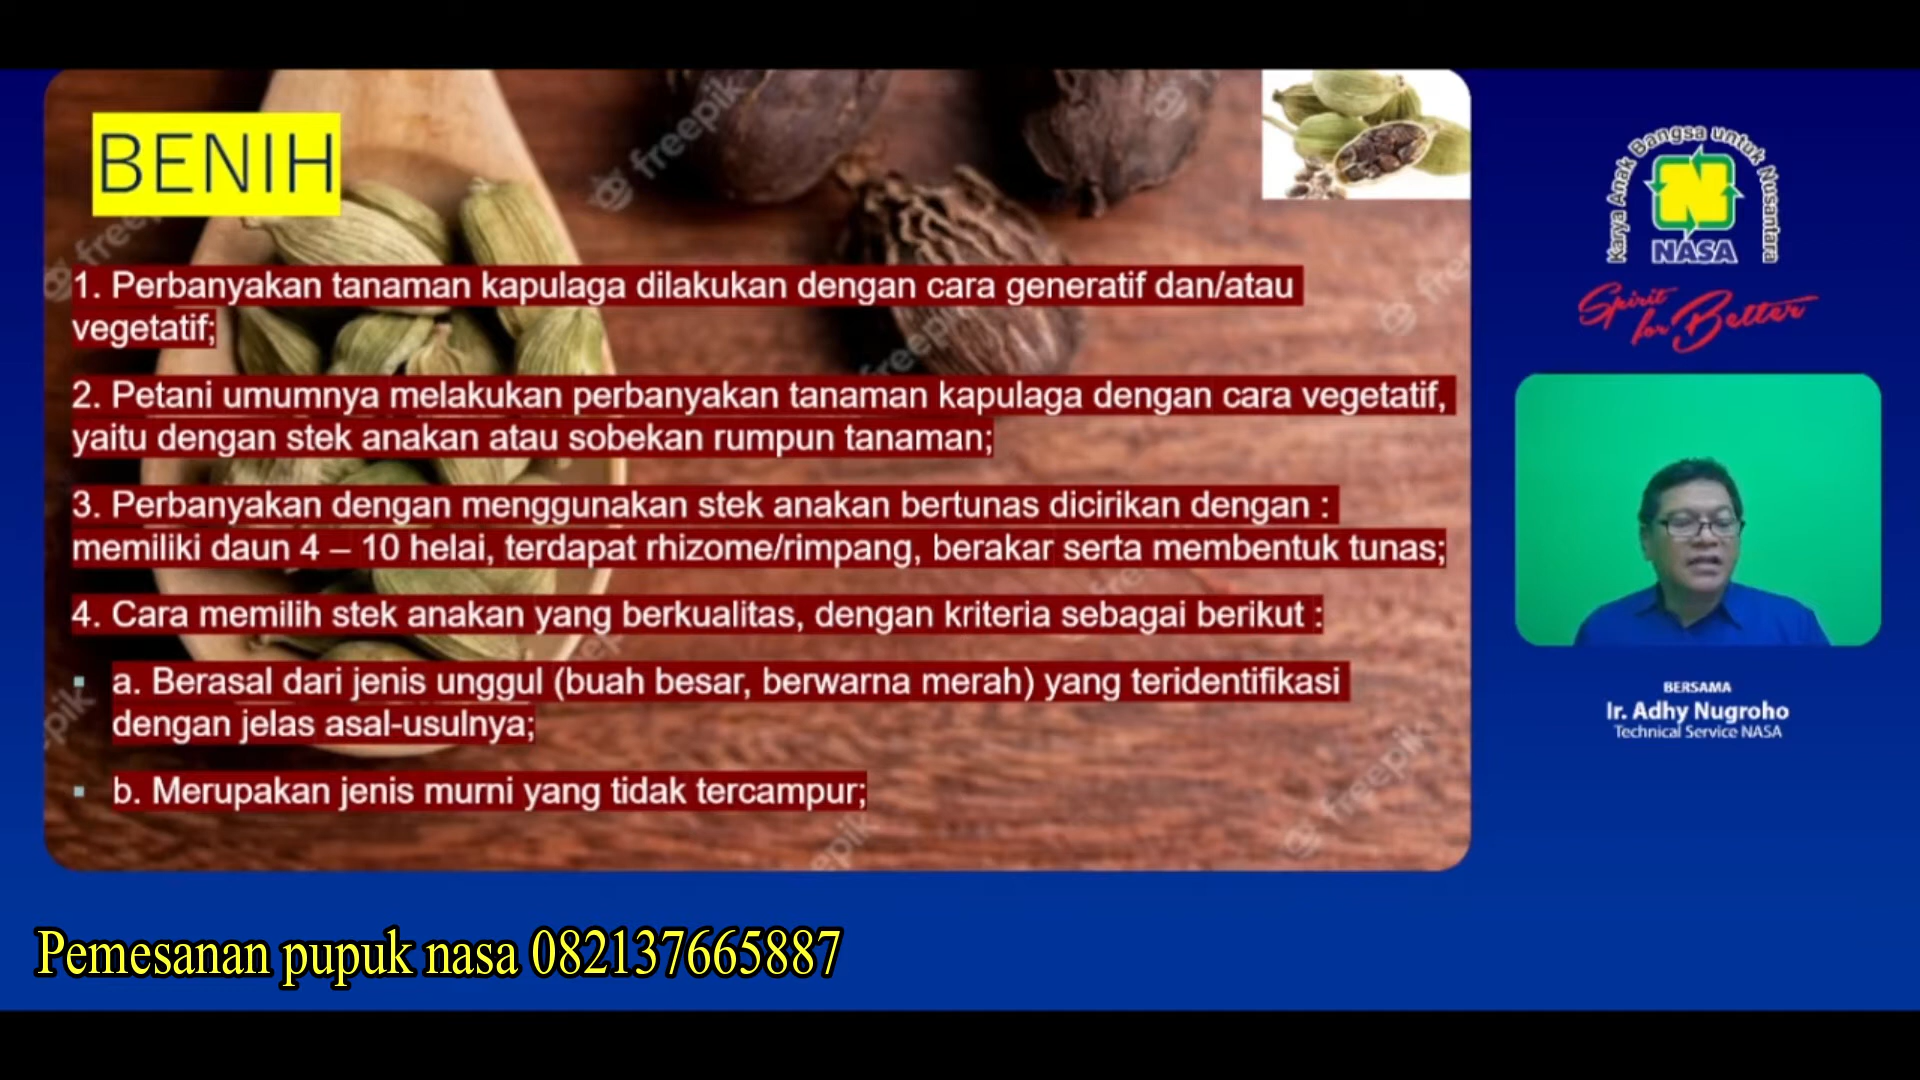 BENIH
1. Perbanyakan tanaman kapulaga dilakukan dengan cara generatif dan/atau
vegetatif;
2. Petani umumnya melakukan perbanyakan tanaman kapulaga dengan cara vegetatif,
yaitu dengan stek anakan atau sobekan rumpun tanaman;
3. Perbanyakan dengan menggunakan stek anakan bertunas dicirikan dengan :
memiliki daun 4 – 10 helai, terdapat rhizome/rimpang, berakar serta membentuk tunas;
4. Cara memilih stek anakan yang berkualitas, dengan kriteria sebagai berikut :
▪ a. Berasal dari jenis unggul (buah besar, berwarna merah) yang teridentifikasi
dengan jelas asal-usulnya;
▪ b. Merupakan jenis murni yang tidak tercampur;
Karya Anak Bangsa untuk Nusantara
N
NASA
Spirit
for Better
BERSAMA
Ir. Adhy Nugroho
Technical Service NASA
Pemesanan pupuk nasa 082137665887
freepik
freepik
freepik
freepik